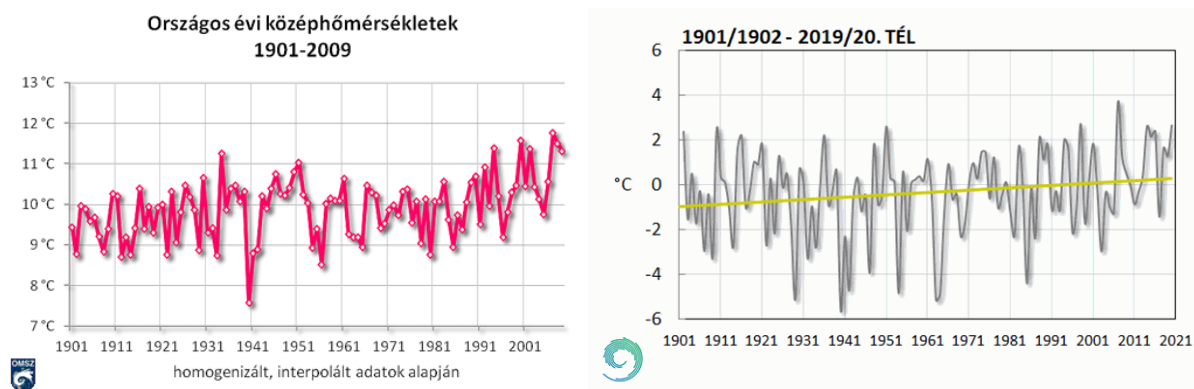 Országos évi középhőmérsékletek
1901-2009
13 °C
12 °C
11 °C
10 °C
9 °C
8 °C
7 °C
1901 1911 1921 1931 1941 1951 1961 1971 1981 1991 2001
homogenizált, interpolált adatok alapján
OMSZ
1901/1902 - 2019/20. TÉL
°C
6
4
2
0
-2
-4
-6
1901 1911 1921 1931 1941 1951 1961 1971 1981 1991 2001 2011 2021